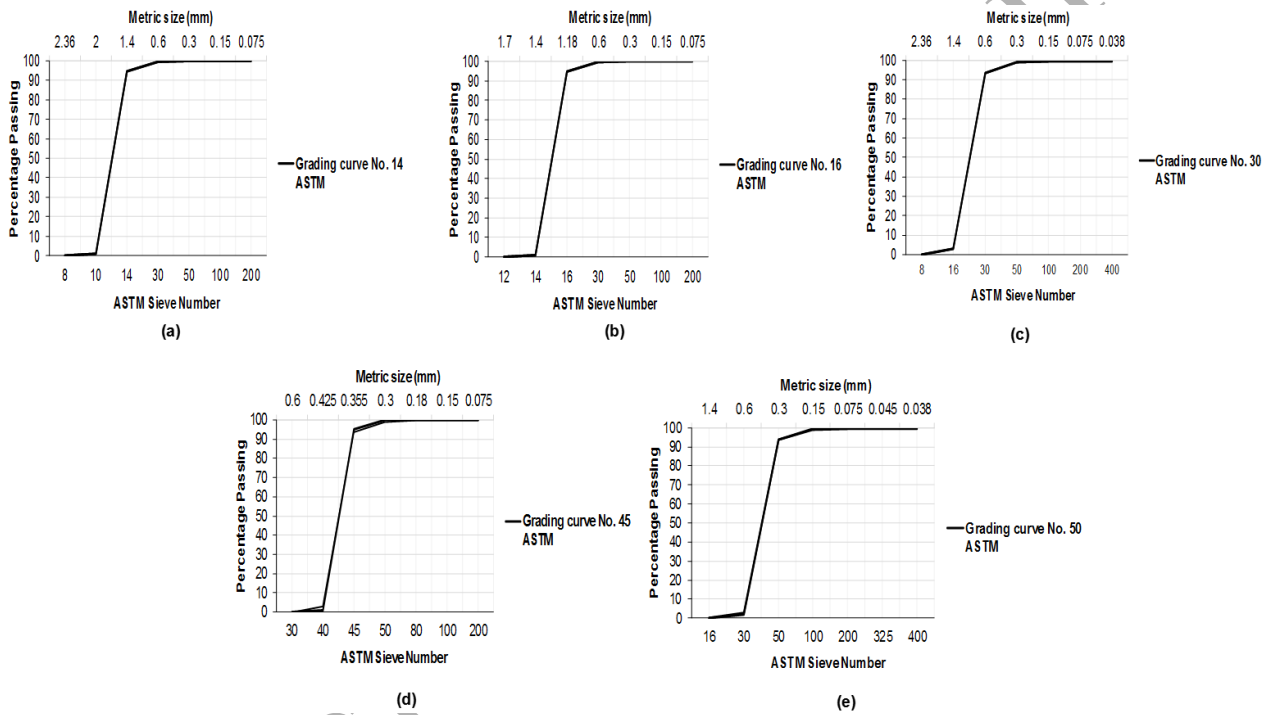 Metric size (mm)
2.36 2 1.4 0.6 0.3 0.15 0.075
100
90
80
70
60
50
40
30
20
10
0
Percentage Passing
8 10 14 30 50 100 200
ASTM Sieve Number
Grading curve No. 14
ASTM
(a)
Metric size (mm)
1.7 1.4 1.18 0.6 0.3 0.15 0.075
100
90
80
70
60
50
40
30
20
10
0
Percentage Passing
12 14 16 30 50 100 200
ASTM Sieve Number
Grading curve No. 16
ASTM
(b)
Metric size (mm)
2.36 1.4 0.6 0.3 0.15 0.075 0.038
100
90
80
70
60
50
40
30
20
10
0
Percentage Passing
8 16 30 50 100 200 400
ASTM Sieve Number
Grading curve No. 30
ASTM
(c)
Metric size (mm)
0.6 0.425 0.355 0.3 0.18 0.15 0.075
100
90
80
70
60
50
40
30
20
10
0
Percentage Passing
30 40 45 50 80 100 200
ASTM Sieve Number
Grading curve No. 45
ASTM
(d)
Metric size (mm)
1.4 0.6 0.3 0.15 0.075 0.045 0.038
100
90
80
70
60
50
40
30
20
10
0
Percentage Passing
16 30 50 100 200 325 400
ASTM Sieve Number
Grading curve No. 50
ASTM
(e)